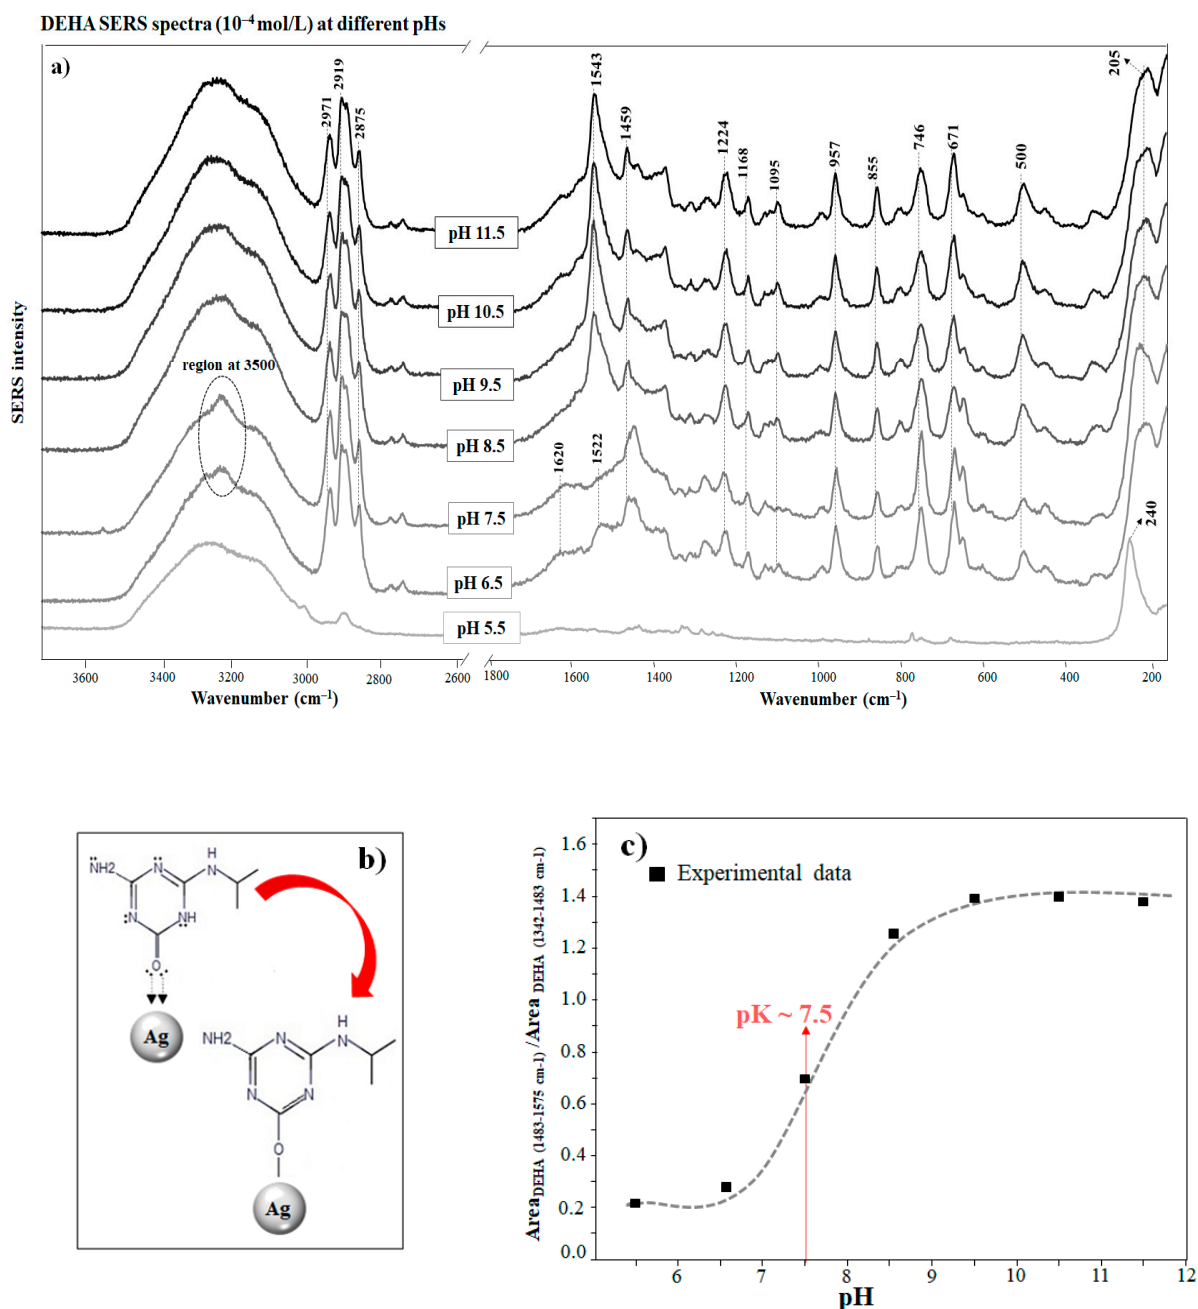 DEHA SERS spectra (10–4 mol/L) at different pHs
a)
2971
2919
2875
1543
1459
1224
1168
1095
957
855
746
671
500
205
pH 11.5
pH 10.5
region at 3500
pH 9.5
pH 8.5
1620
1522
pH 7.5
240
pH 6.5
pH 5.5
SERS intensity
3600
3400
3200
3000
2800
2600
1800
1600
1400
1200
1000
800
600
400
200
Wavenumber (cm–1)
Wavenumber (cm–1)
b)
NH2
N
H
N
N
NH
O
Ag
NH2
N
H
N
N
N
O
Ag
c)
Experimental data
pK ~ 7.5
AreaDEHA (1483-1575 cm-1) /Area DEHA (1342-1483 cm-1)
1.6
1.4
1.2
1.0
0.8
0.6
0.4
0.2
0.0
6
7
8
9
10
11
12
pH